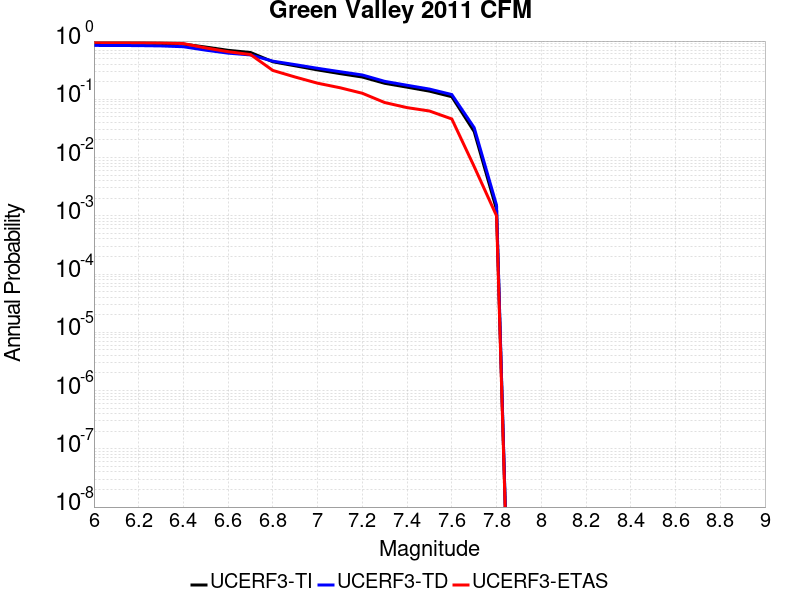 Green Valley 2011 CFM
10^0
10^-1
10^-2
10^-3
10^-4
10^-5
10^-6
10^-7
10^-8
Annual Probability
6 6.2 6.4 6.6 6.8 7 7.2 7.4 7.6 7.8 8 8.2 8.4 8.6 8.8 9
Magnitude
UCERF3-TI UCERF3-TD UCERF3-ETAS